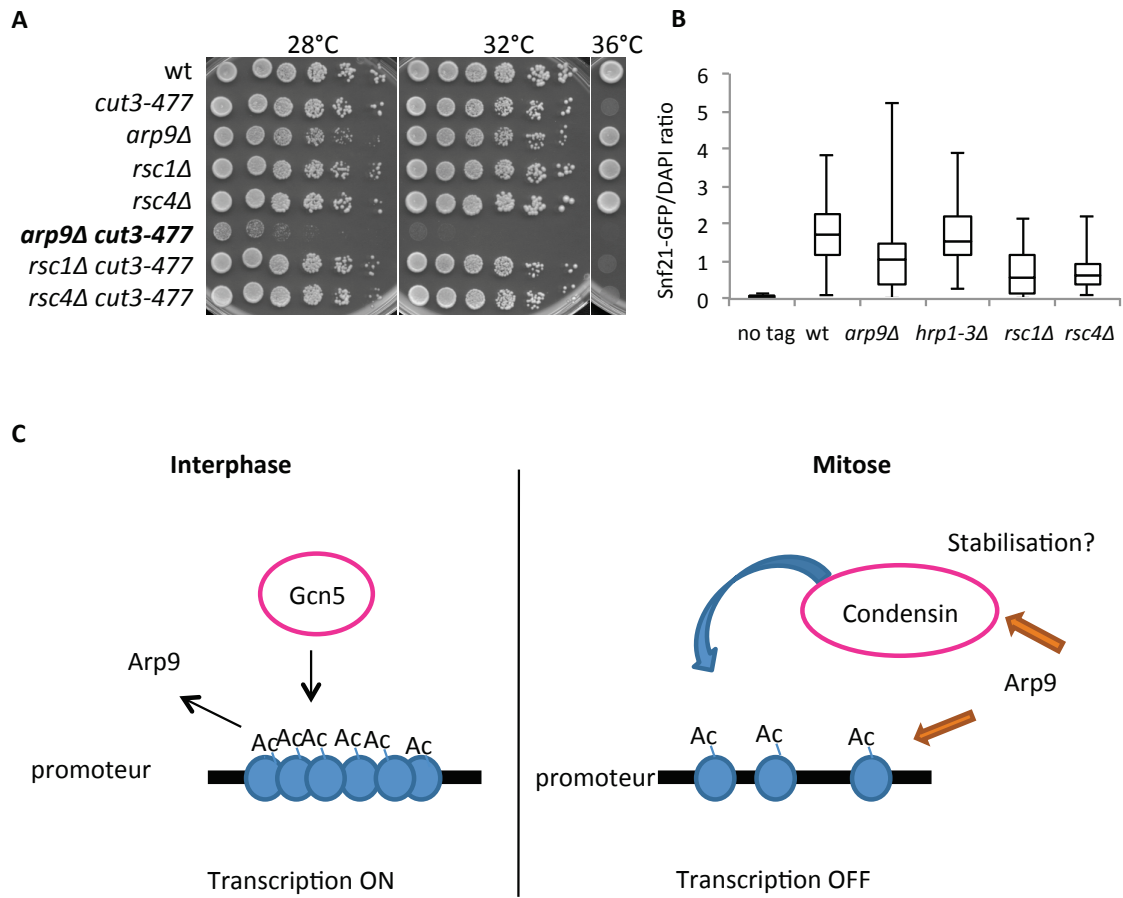 A
28°C 32°C 36°C
wt
cut3-477
arp9Δ
rsc1Δ
rsc4Δ
arp9Δ cut3-477
rsc1Δ cut3-477
rsc4Δ cut3-477
B
Snf21-GFP/DAPI ratio
6
5
4
3
2
1
0
no tag wt arp9Δ hrp1-3Δ rsc1Δ rsc4Δ
C
Interphase
Gcn5
Arp9
Ac Ac Ac Ac Ac Ac
promoteur
Transcription ON
Mitose
Stabilisation?
Condensin
Arp9
Ac Ac Ac
promoteur
Transcription OFF